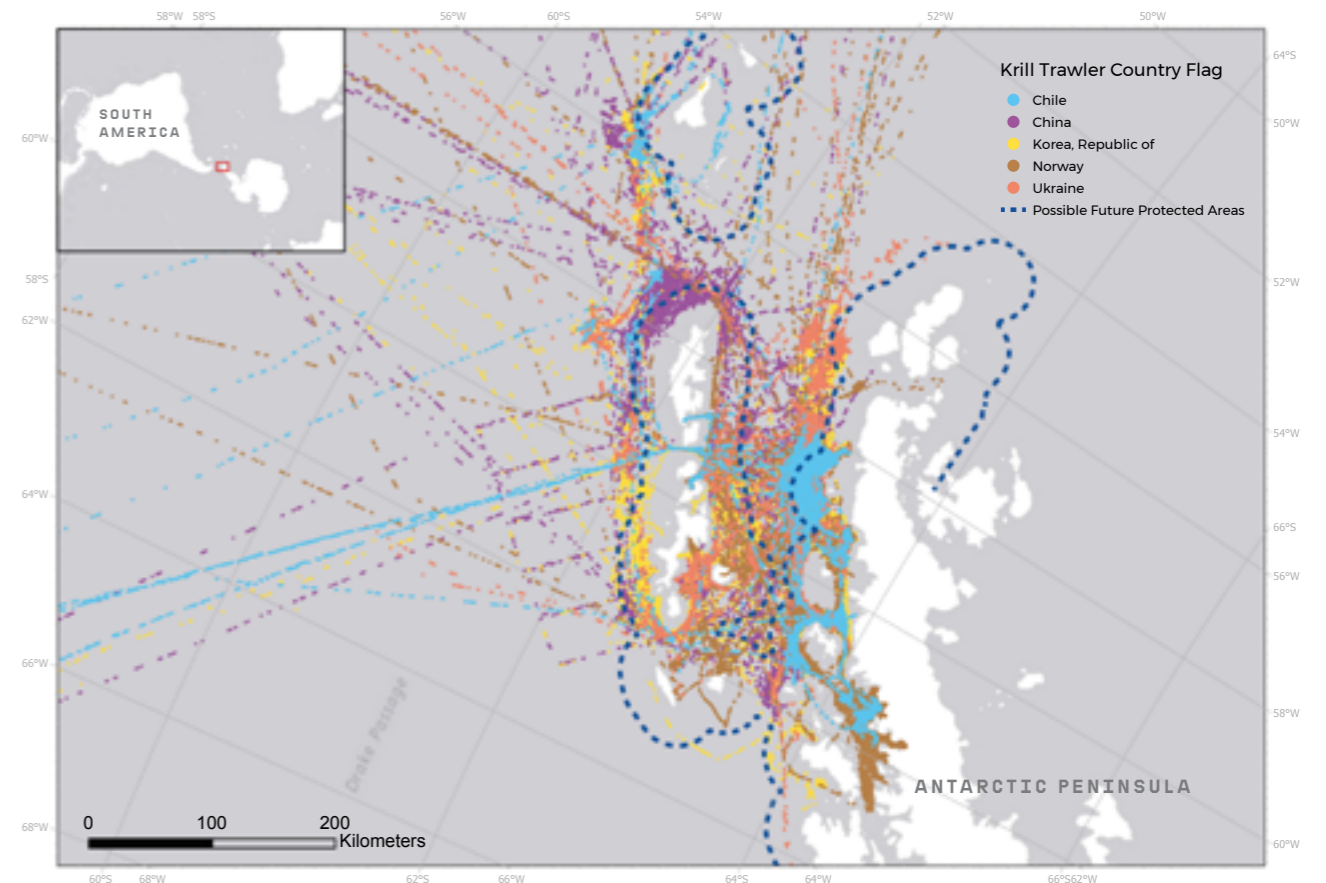 58°W 58°S 56°W 60°S 54°W 52°W 50°W
64°S
50°W
52°W
54°W
66°S
56°W
58°W
60°W
60°W
58°S
62°W
64°W
66°W
68°W
SOUTH
AMERICA
Krill Trawler Country Flag
Chile
China
Korea, Republic of
Norway
Ukraine
Possible Future Protected Areas
Drake Passage
ANTARCTIC PENINSULA
0 100 200
Kilometers
60°S 68°W 62°S 66°W 64°S 64°W 66°S62°W